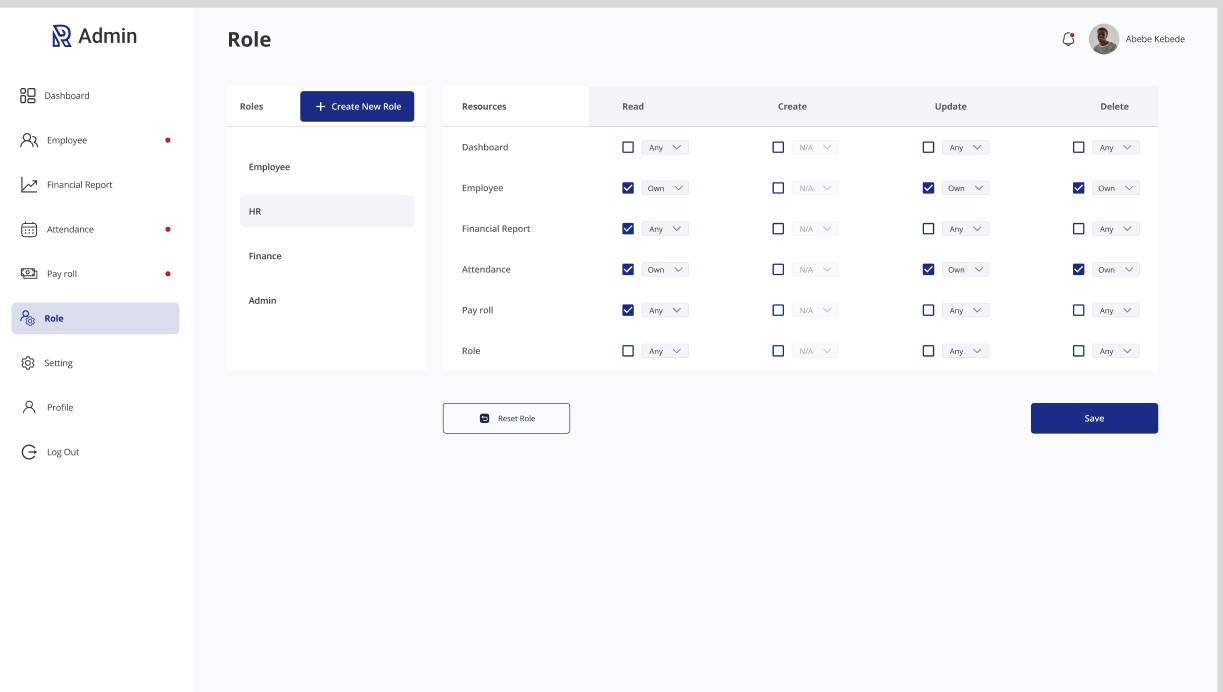 Admin
Dashboard
Employee
Financial Report
Attendance
Pay roll
Role
Setting
Profile
Log Out
Role
Abebe Kebede
Roles
Create New Role
Employee
HR
Finance
Admin
Resources Read Create Update Delete
Dashboard Any N/A Any Any
Employee Own N/A Own Own
Financial Report Any N/A Any Any
Attendance Own N/A Own Own
Pay roll Any N/A Any Any
Role Any N/A Any Any
Reset Role
Save